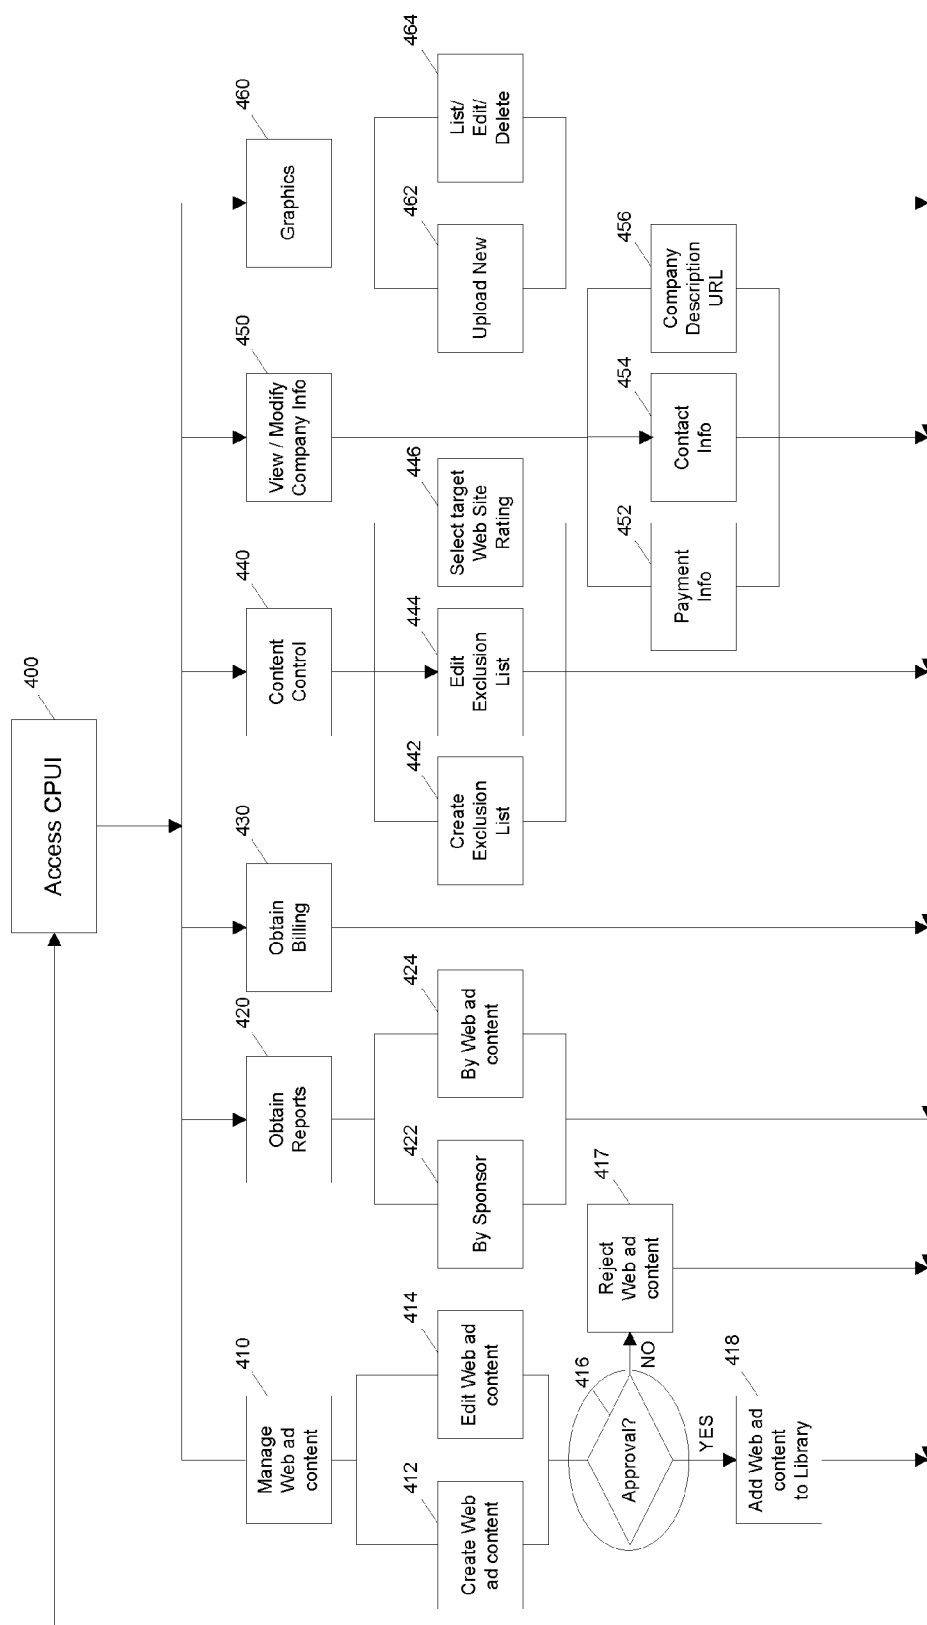 400
Access CPUI
410
Manage
Web ad
content
412
Create Web
ad content
414
Edit Web ad
content
416
Approval?
NO
YES
417
Reject
Web ad
content
418
Add Web ad
content
to Library
420
Obtain
Reports
422
By Sponsor
424
By Web ad
content
430
Obtain
Billing
440
Content
Control
442
Create
Exclusion
List
444
Edit
Exclusion
List
446
Select target
Web Site
Rating
450
View / Modify
Company Info
452
Payment
Info
454
Contact
Info
456
Company
Description
URL
460
Graphics
462
Upload New
464
List/
Edit/
Delete